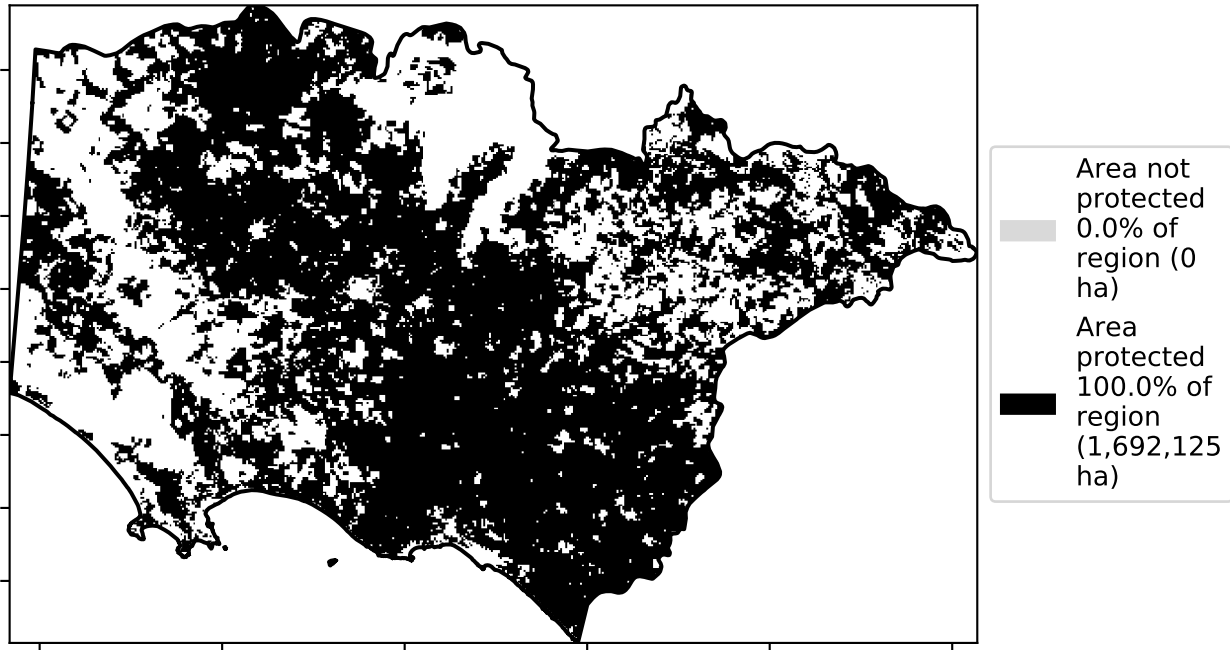 Area not
protected
0.0% of
region (0
ha)
Area
protected
100.0% of
region
(1,692,125
ha)